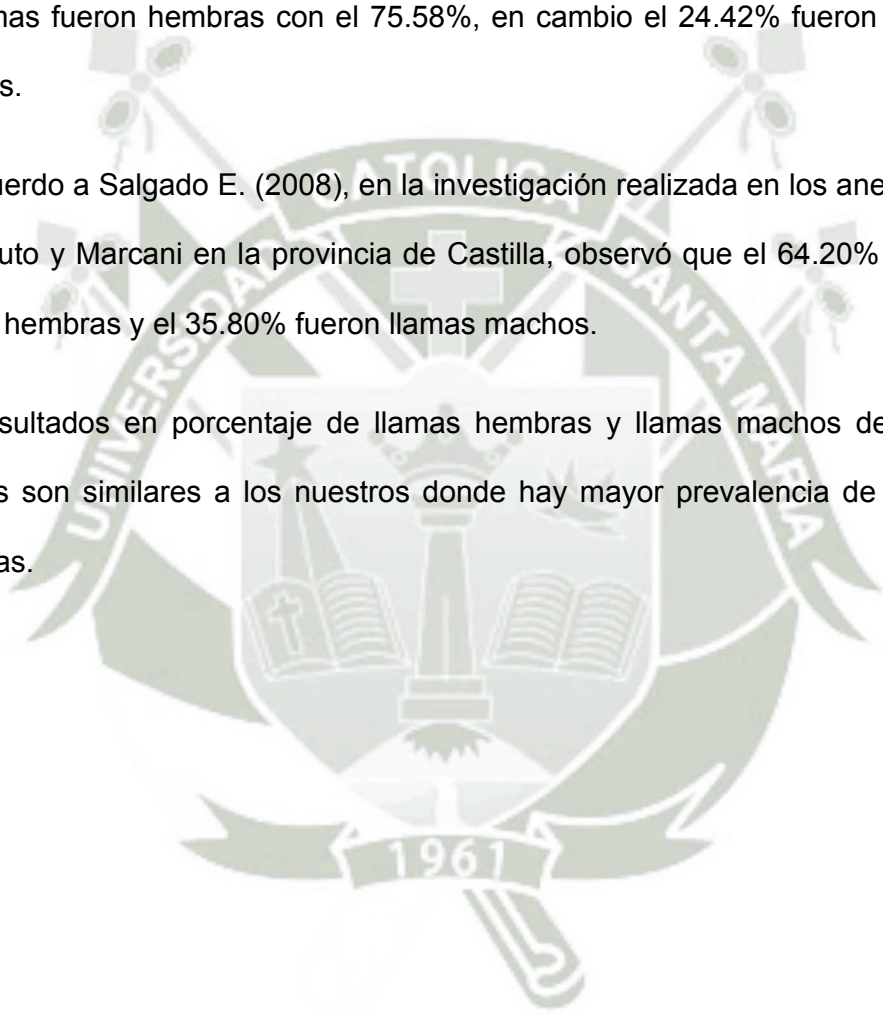 nas fueron hembras con el 75.58%, en cambio el 24.42% fueron
s.
uerdo a Salgado E. (2008), en la investigación realizada en los ane
uto y Marcani en la provincia de Castilla, observó que el 64.20%
hembras y el 35.80% fueron llamas machos.
sultados en porcentaje de llamas hembras y llamas machos de
s son similares a los nuestros donde hay mayor prevalencia de
as.
UNIVERSIDAD CATOLICA SANTA MARIA
1961